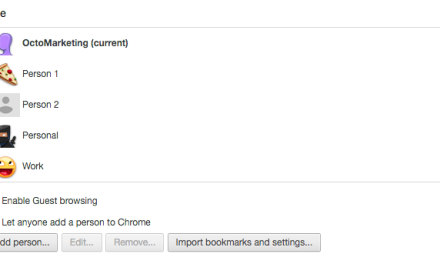 OctoMarketing (current)
Person 1
Person 2
Personal
Work
Enable Guest browsing
Let anyone add a person to Chrome
dd person... Edit... Remove... Import bookmarks and settings...